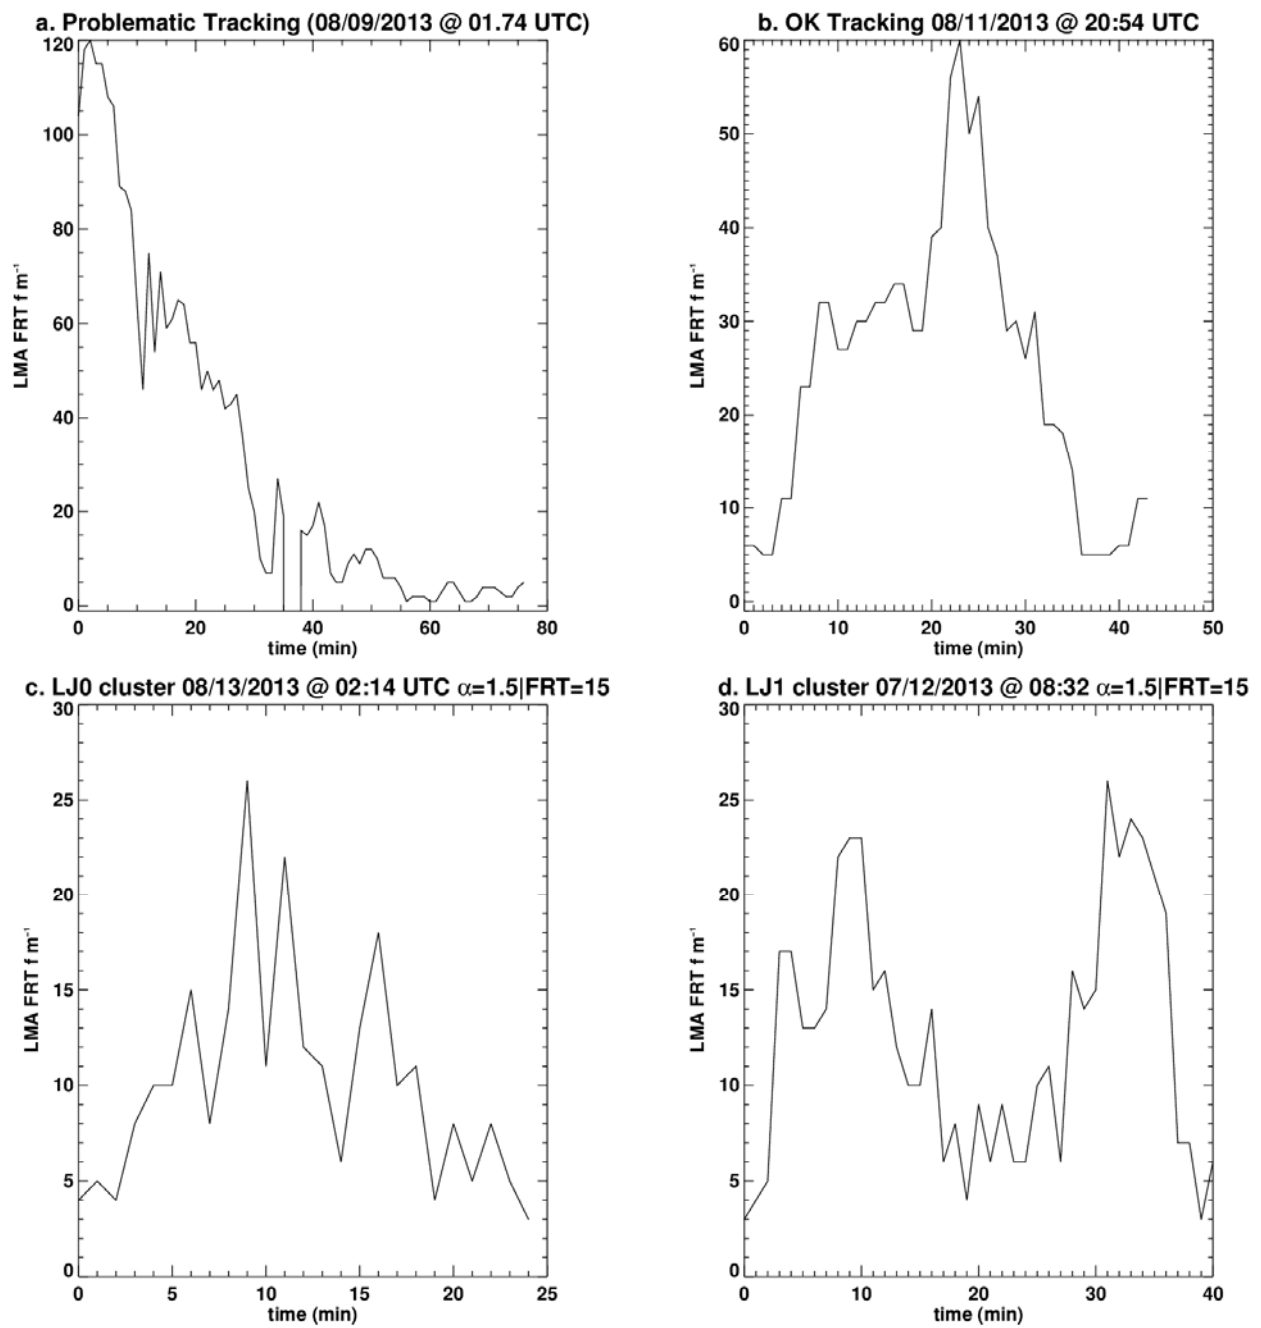 a. Problematic Tracking (08/09/2013 @ 01.74 UTC)
120
100
80
60
40
20
0
LMA FRT f m⁻¹
0 20 40 60 80
time (min)
b. OK Tracking 08/11/2013 @ 20:54 UTC
60
50
40
30
20
10
0
LMA FRT f m⁻¹
0 10 20 30 40 50
time (min)
c. LJ0 cluster 08/13/2013 @ 02:14 UTC α=1.5|FRT=15
30
25
20
15
10
5
0
LMA FRT f m⁻¹
0 5 10 15 20 25
time (min)
d. LJ1 cluster 07/12/2013 @ 08:32 α=1.5|FRT=15
30
25
20
15
10
5
0
LMA FRT f m⁻¹
0 10 20 30 40
time (min)